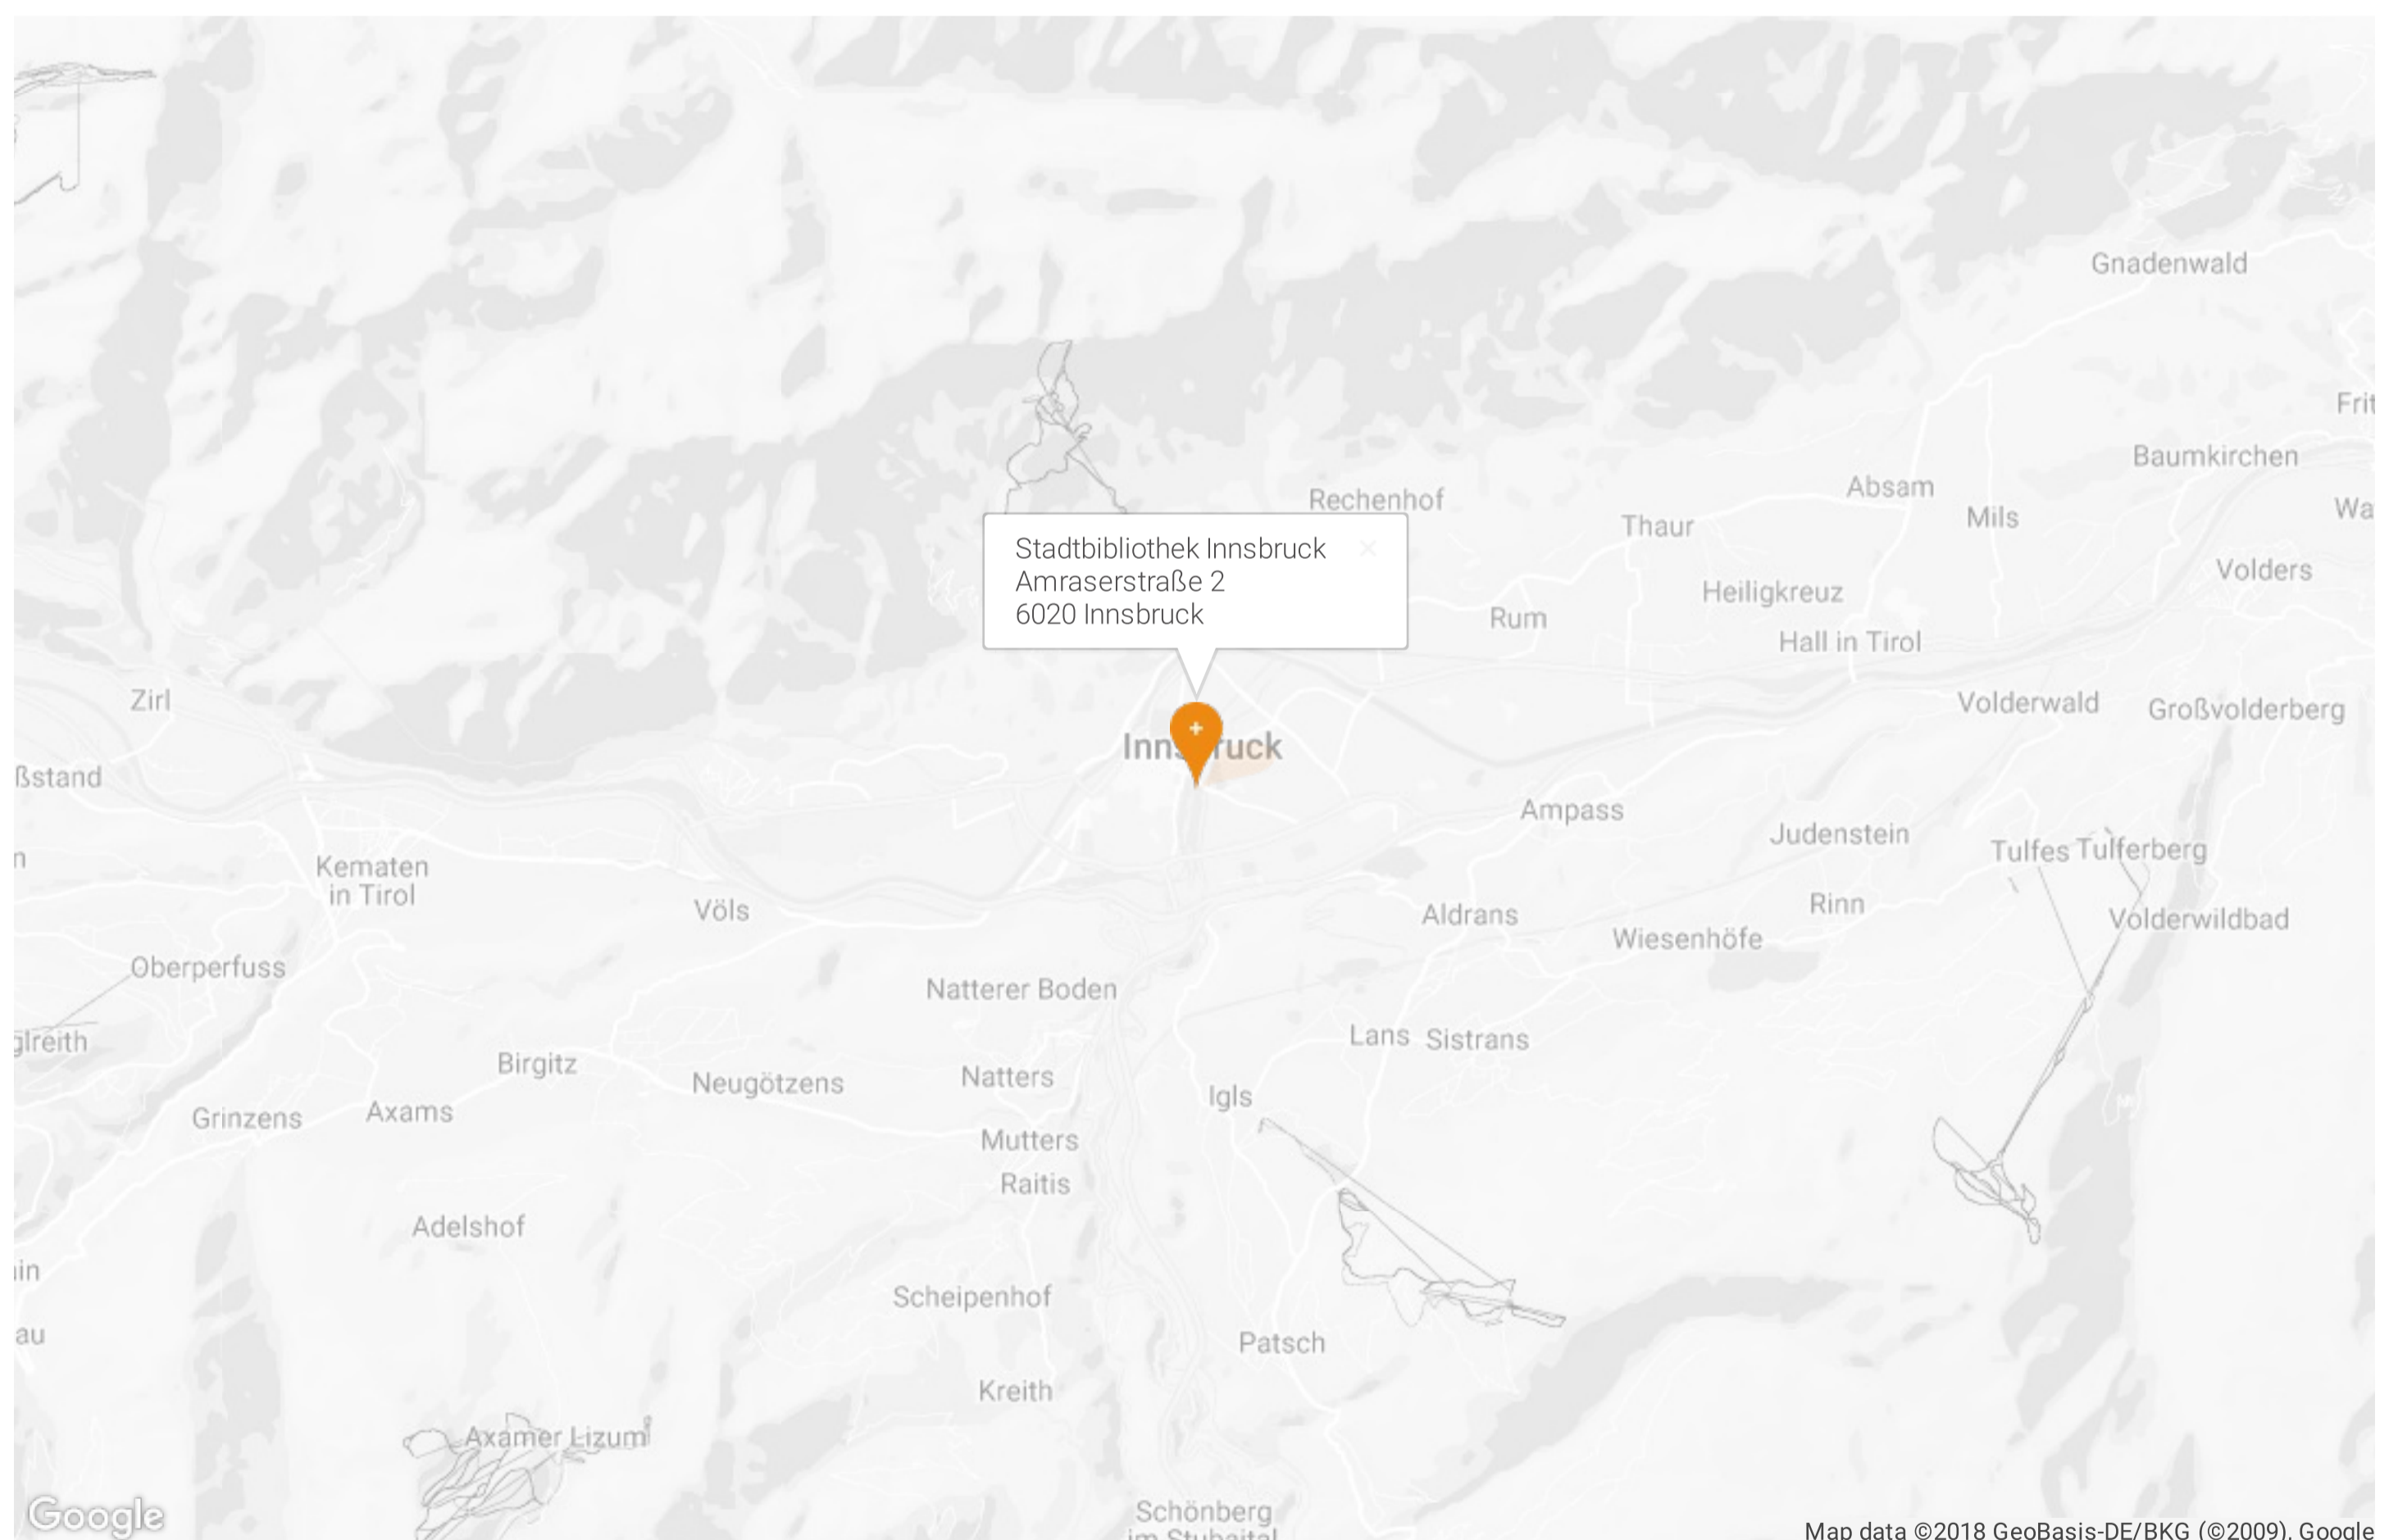 Gnadenwald
Baumkirchen
Absam
Rechenhof
Mils
Thaur
Stadtbibliothek Innsbruck
Amraserstraße 2
6020 Innsbruck
Volders
Heiligkreuz
Rum
Hall in Tirol
Zirl
Volderwald
Großvolderberg
ßstand
Ampass
Judenstein
Tulfes
Tulferberg
Kematen
in Tirol
Völs
Rinn
Aldrans
Volderwildbad
Wiesenhöfe
Oberperfuss
Natterer Boden
Lans
Sistrans
glreith
Birgitz
Neugötzens
Natters
Igls
Grinzens
Axams
Mutters
Raitis
Adelshof
Scheipenhof
Patsch
Kreith
Axamer Lizum
Schönberg
im Stubaital
Google
Map data ©2018 GeoBasis-DE/BKG (©2009), Google